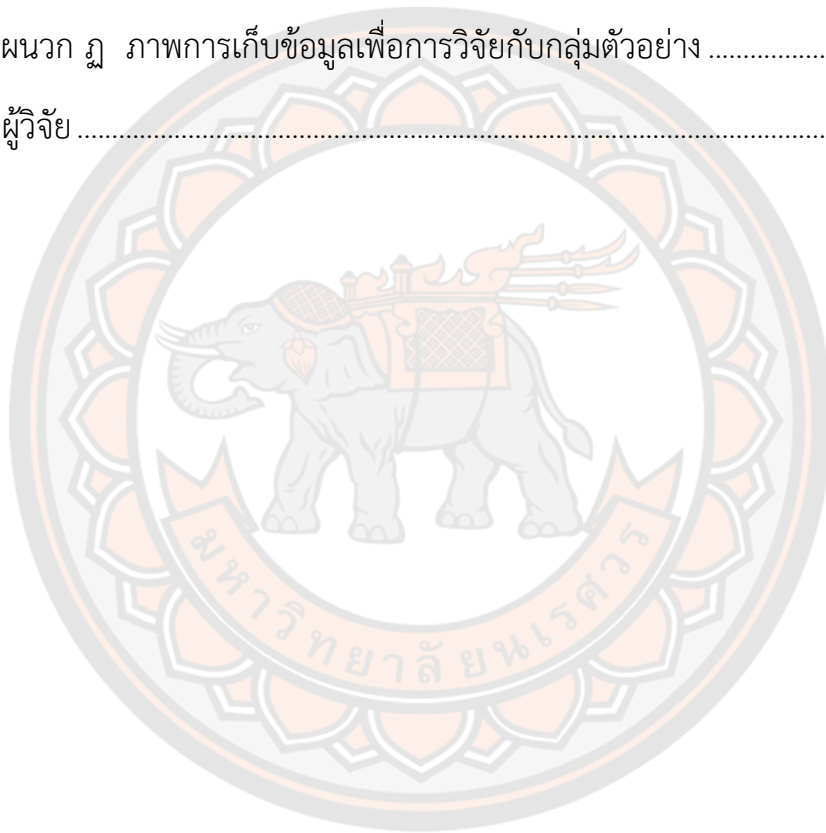 ผนวก ฏ  ภาพการเก็บข้อมูลเพื่อการวิจัยกับกลุ่มตัวอย่าง ................
ผู้วิจัย ...........................................................................................
มหาวิทยาลัยนเรศวร